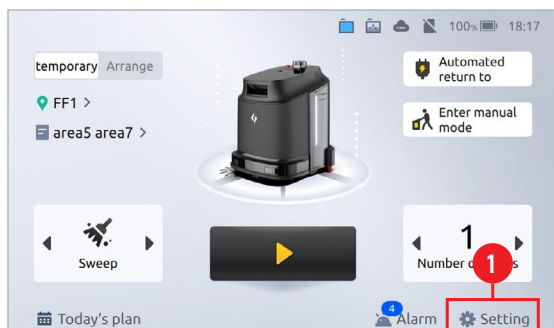 100% 18:17
temporary Arrange
FF1 >
area5 area7 >
Automated
return to
Enter manual
mode
Sweep
1
Number
1
Today's plan
4
Alarm
Setting